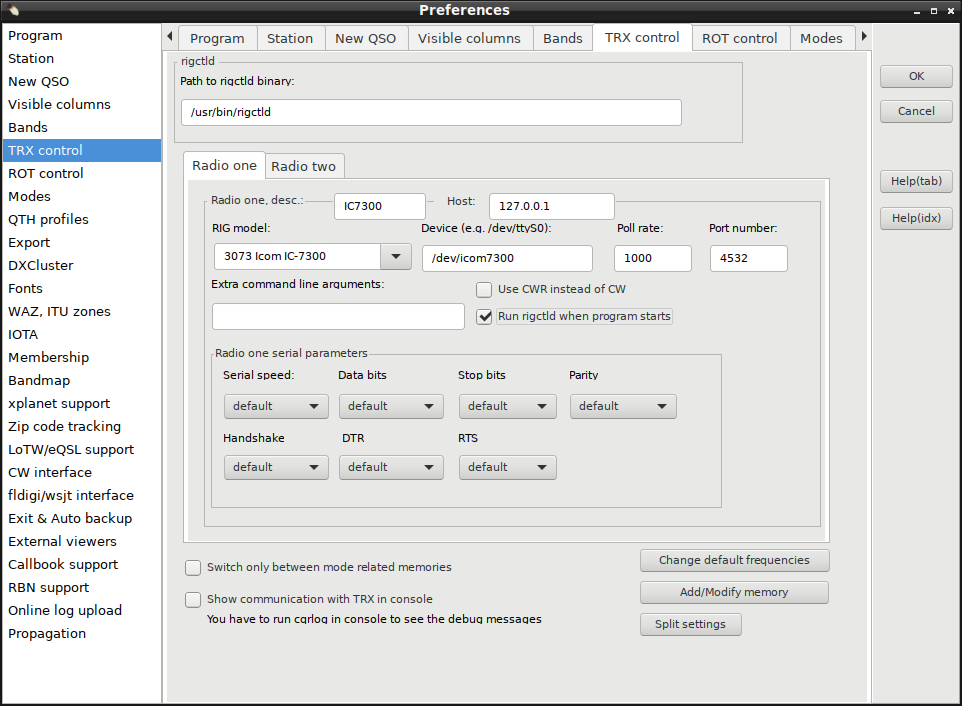 Preferences
Program
Station
New QSO
Visible columns
Bands
TRX control
ROT control
Modes
QTH profiles
Export
DXCluster
Fonts
WAZ, ITU zones
IOTA
Membership
Bandmap
xplanet support
Zip code tracking
LoTW/eQSL support
CW interface
fldigi/wsjt interface
Exit & Auto backup
External viewers
Callbook support
RBN support
Online log upload
Propagation
Program Station New QSO Visible columns Bands TRX control ROT control Modes
rigctld
Path to rigctld binary:
/usr/bin/rigctld
Radio one Radio two
Radio one, desc.: IC7300 Host: 127.0.0.1
RIG model: Device (e.g. /dev/ttyS0): Poll rate: Port number:
3073 Icom IC-7300 /dev/icom7300 1000 4532
Extra command line arguments: Use CWR instead of CW
Run rigctld when program starts
Radio one serial parameters
Serial speed: Data bits Stop bits Parity
default default default default
Handshake DTR RTS
default default default
Switch only between mode related memories
Show communication with TRX in console
You have to run cqrlog in console to see the debug messages
Change default frequencies
Add/Modify memory
Split settings
OK
Cancel
Help(tab)
Help(idx)